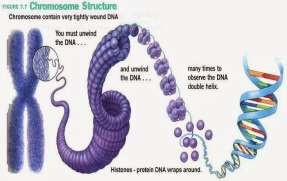 FIGURE 7.7 Chromosome Structure
Chromosome contain very tightly wound DNA
You must unwind
the DNA . . .
and unwind
the DNA . . .
many times to
observe the DNA
double helix.
Histones - protein DNA wraps around.